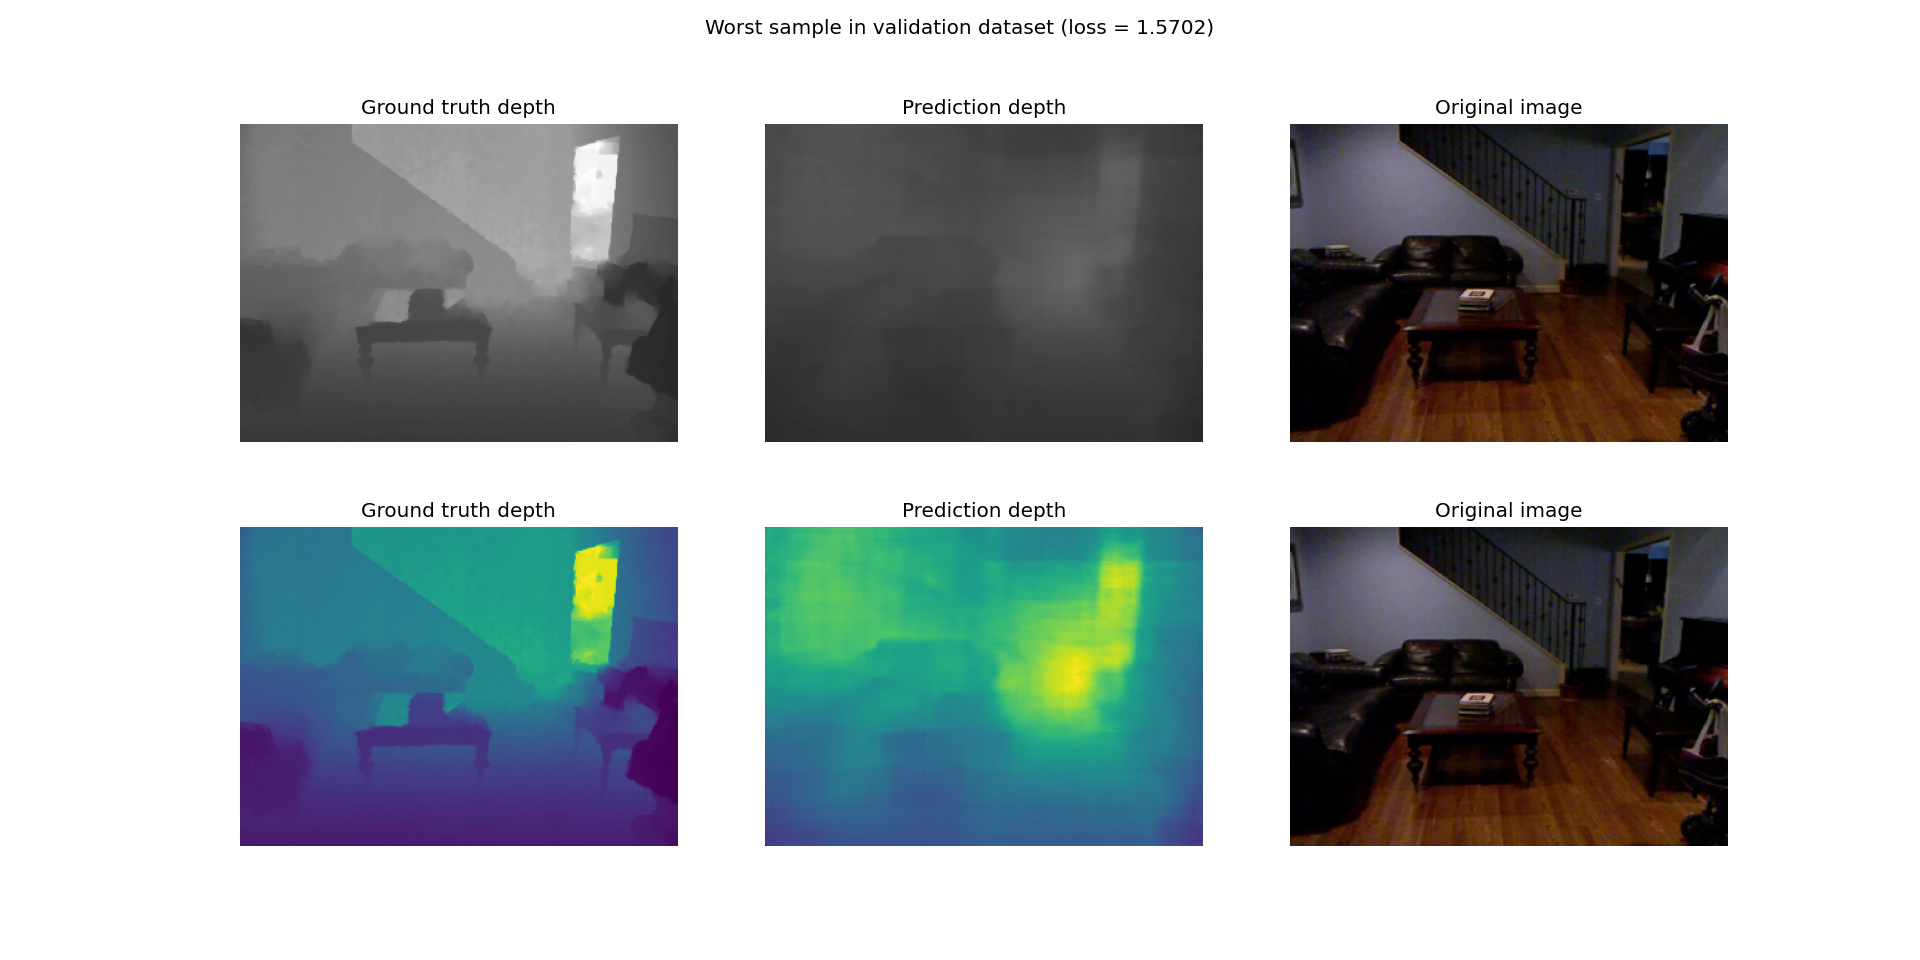 Worst sample in validation dataset (loss = 1.5702)
Ground truth depth
Prediction depth
Original image
Ground truth depth
Prediction depth
Original image